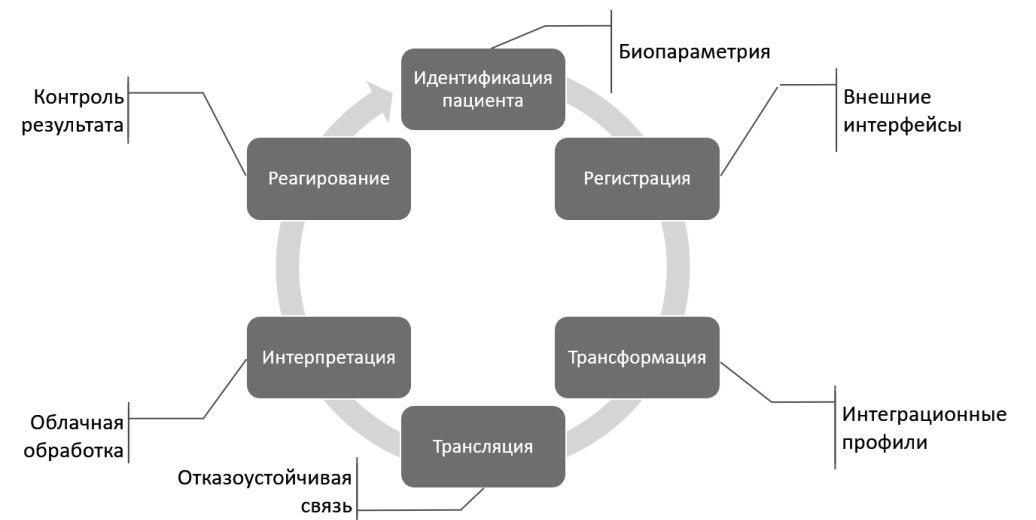 Идентификация
пациента
Биопараметрия
Регистрация
Внешние
интерфейсы
Трансформация
Интеграционные
профили
Трансляция
Отказоустойчивая
связь
Интерпретация
Облачная
обработка
Реагирование
Контроль
результата